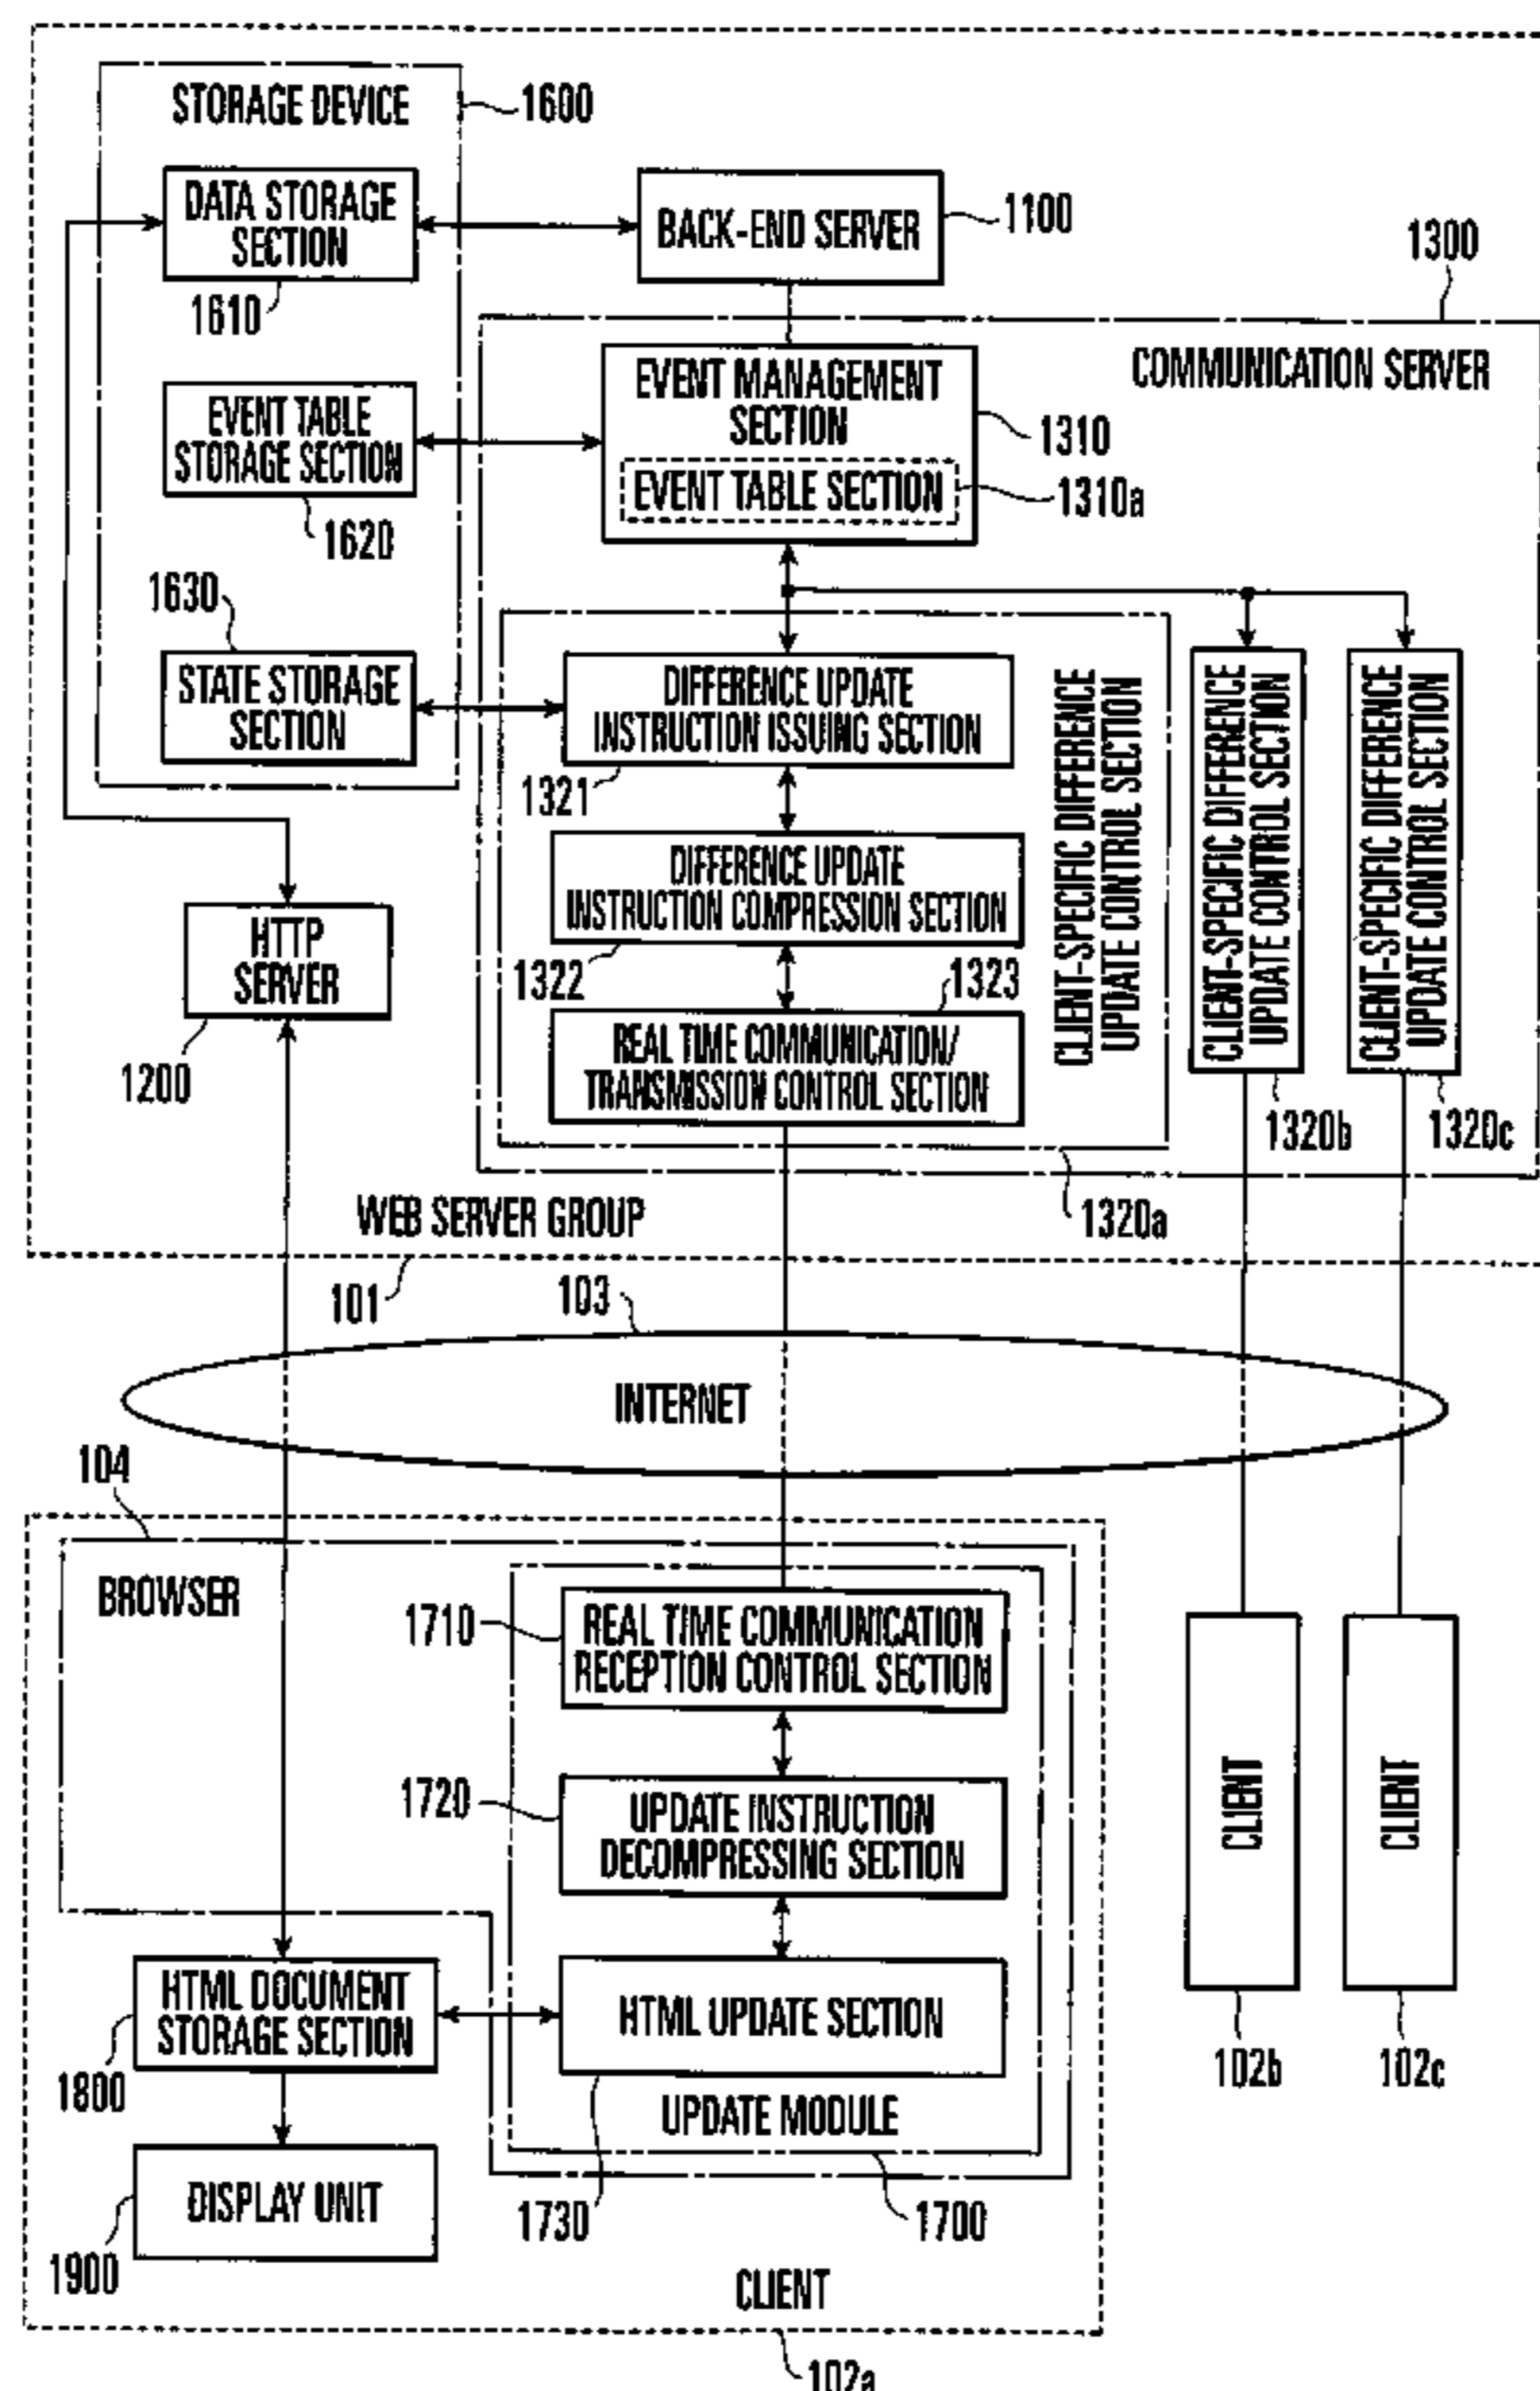 STORAGE DEVICE
1600
DATA STORAGE
SECTION
1610
BACK-END SERVER
1100
1300
COMMUNICATION SERVER
EVENT TABLE
STORAGE SECTION
1620
EVENT MANAGEMENT
SECTION
1310
EVENT TABLE SECTION
1310a
1630
STATE STORAGE
SECTION
DIFFERENCE UPDATE
INSTRUCTION ISSUING SECTION
1321
DIFFERENCE UPDATE
INSTRUCTION COMPRESSION SECTION
1322
1323
REAL TIME COMMUNICATION/
TRANSMISSION CONTROL SECTION
CLIENT-SPECIFIC DIFFERENCE
UPDATE CONTROL SECTION
1320a
CLIENT-SPECIFIC DIFFERENCE
UPDATE CONTROL SECTION
1320b
CLIENT-SPECIFIC DIFFERENCE
UPDATE CONTROL SECTION
1320c
HTTP
SERVER
1200
WEB SERVER GROUP
101
103
INTERNET
104
BROWSER
1710
REAL TIME COMMUNICATION
RECEPTION CONTROL SECTION
1720
UPDATE INSTRUCTION
DECOMPRESSING SECTION
HTML DOCUMENT
STORAGE SECTION
1800
HTML UPDATE SECTION
1730
UPDATE MODULE
1700
DISPLAY UNIT
1900
CLIENT
102a
CLIENT
102b
CLIENT
102c